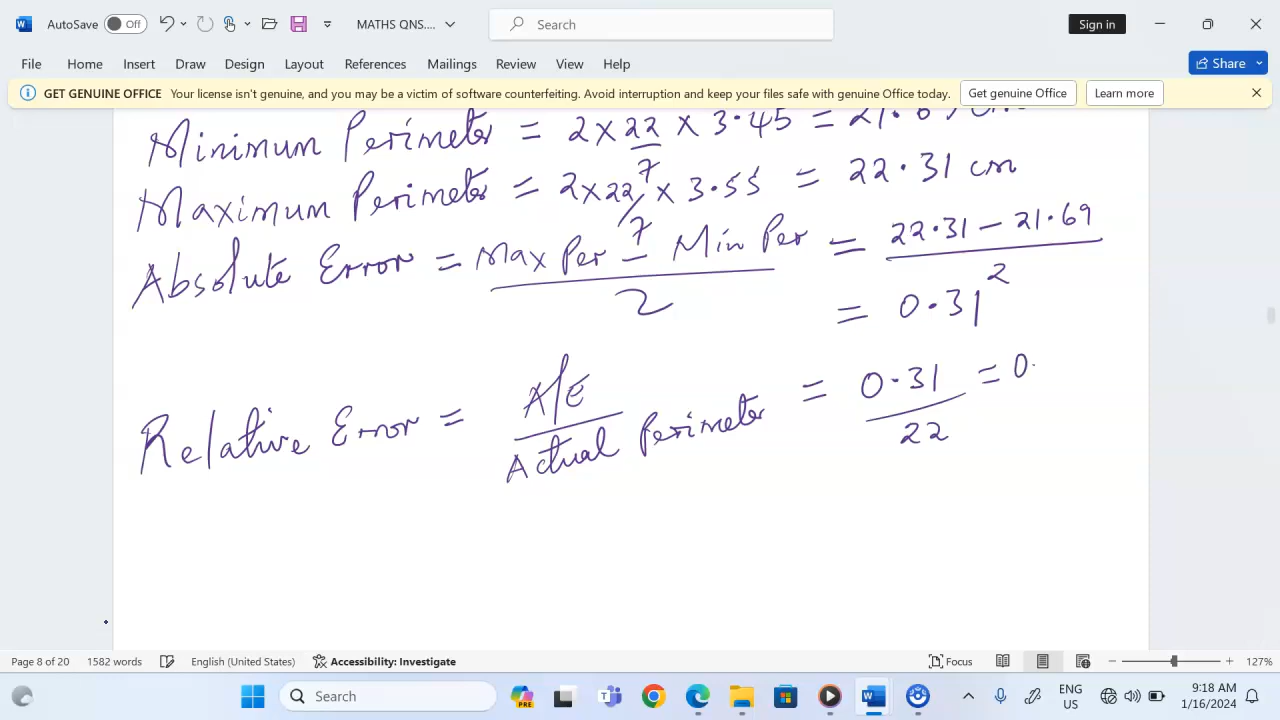 AutoSave Off MATHS QNS.... Search Sign in
File Home Insert Draw Design Layout References Mailings Review View Help Share
GET GENUINE OFFICE Your license isn't genuine, and you may be a victim of software counterfeiting. Avoid interruption and keep your files safe with genuine Office today. Get genuine Office Learn more
Minimum Perimeter = 2 × 22/7 × 3.45 =
Maximum Perimeter = 2×22/7 × 3.55 = 22.31 cm
Absolute Error = Max Per - Min Per / 2 = 22.31 - 21.69 / 2
= 0.31
Relative Error = A/E / Actual Perimeter = 0.31 / 22 = 0.
Page 8 of 20 1582 words English (United States) Accessibility: Investigate Focus 127%
Search PRE ENG US 9:18 AM 1/16/2024